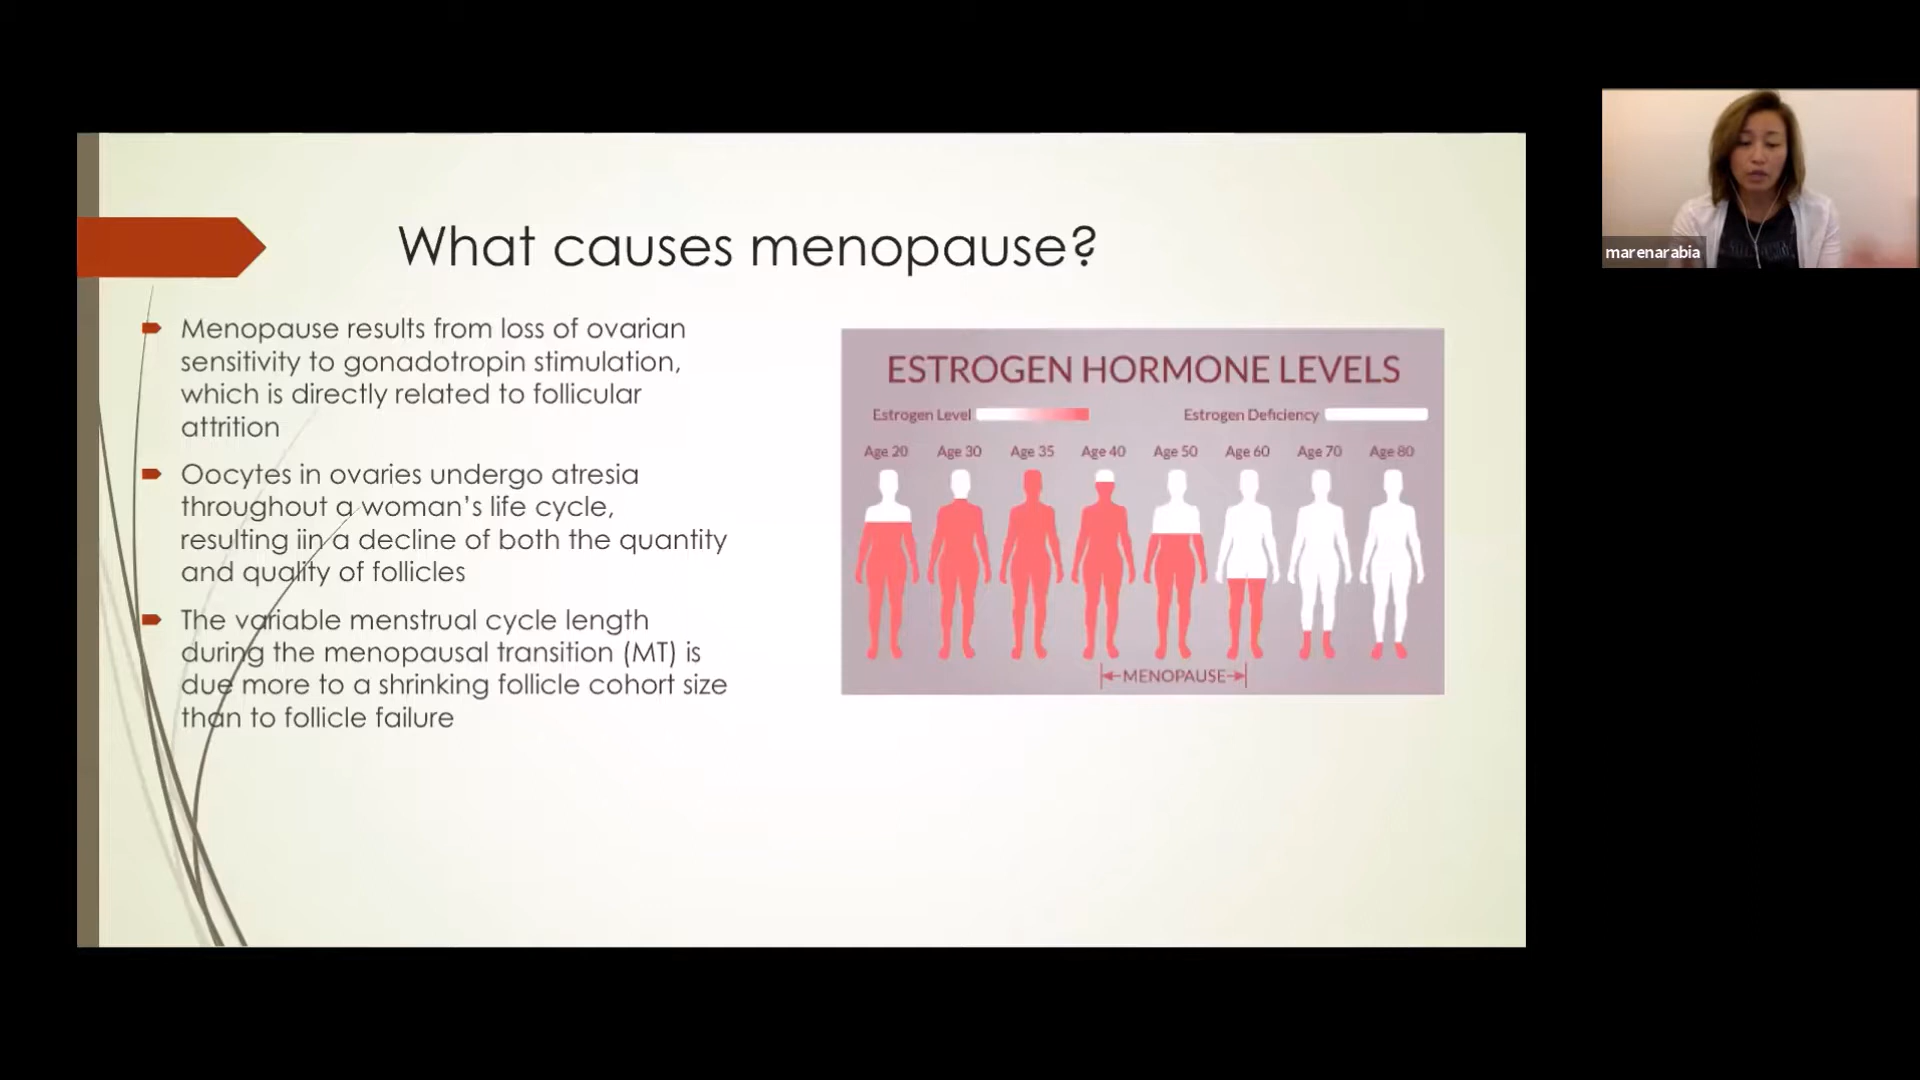 What causes menopause?
Menopause results from loss of ovarian
sensitivity to gonadotropin stimulation,
which is directly related to follicular
attrition
Oocytes in ovaries undergo atresia
throughout a woman’s life cycle,
resulting iin a decline of both the quantity
and quality of follicles
The variable menstrual cycle length
during the menopausal transition (MT) is
due more to a shrinking follicle cohort size
than to follicle failure
ESTROGEN HORMONE LEVELS
Estrogen Level
Estrogen Deficiency
Age 20 Age 30 Age 35 Age 40 Age 50 Age 60 Age 70 Age 80
MENOPAUSE
marenarabia